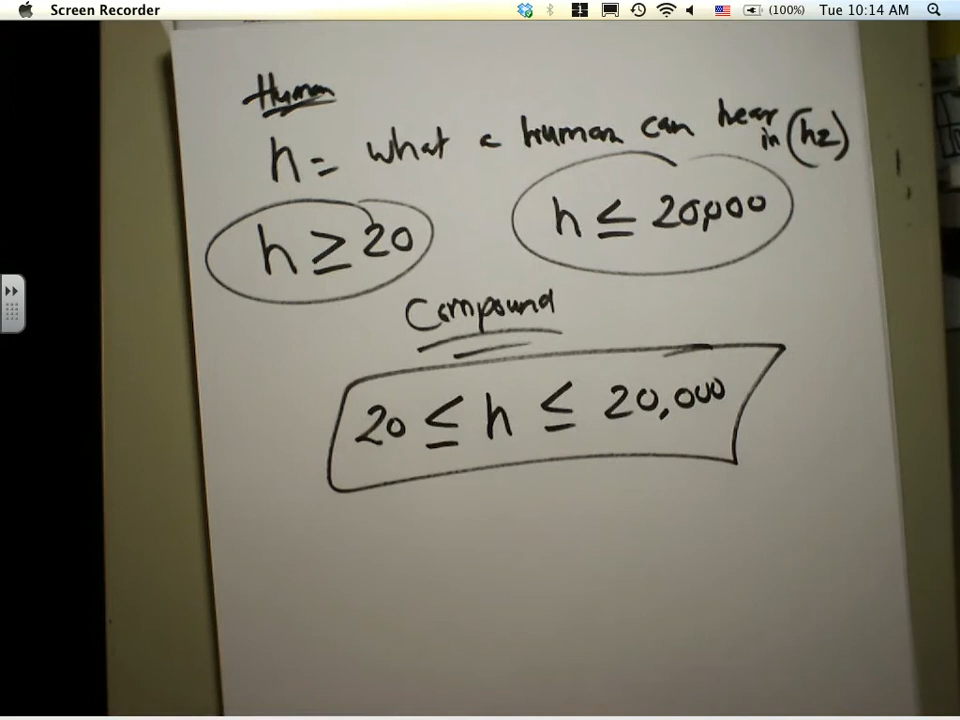 Screen Recorder
(100%) Tue 10:14 AM
Human
h = what a human can hear in (hz)
h ≥ 20
h ≤ 20,000
Compound
20 ≤ h ≤ 20,000